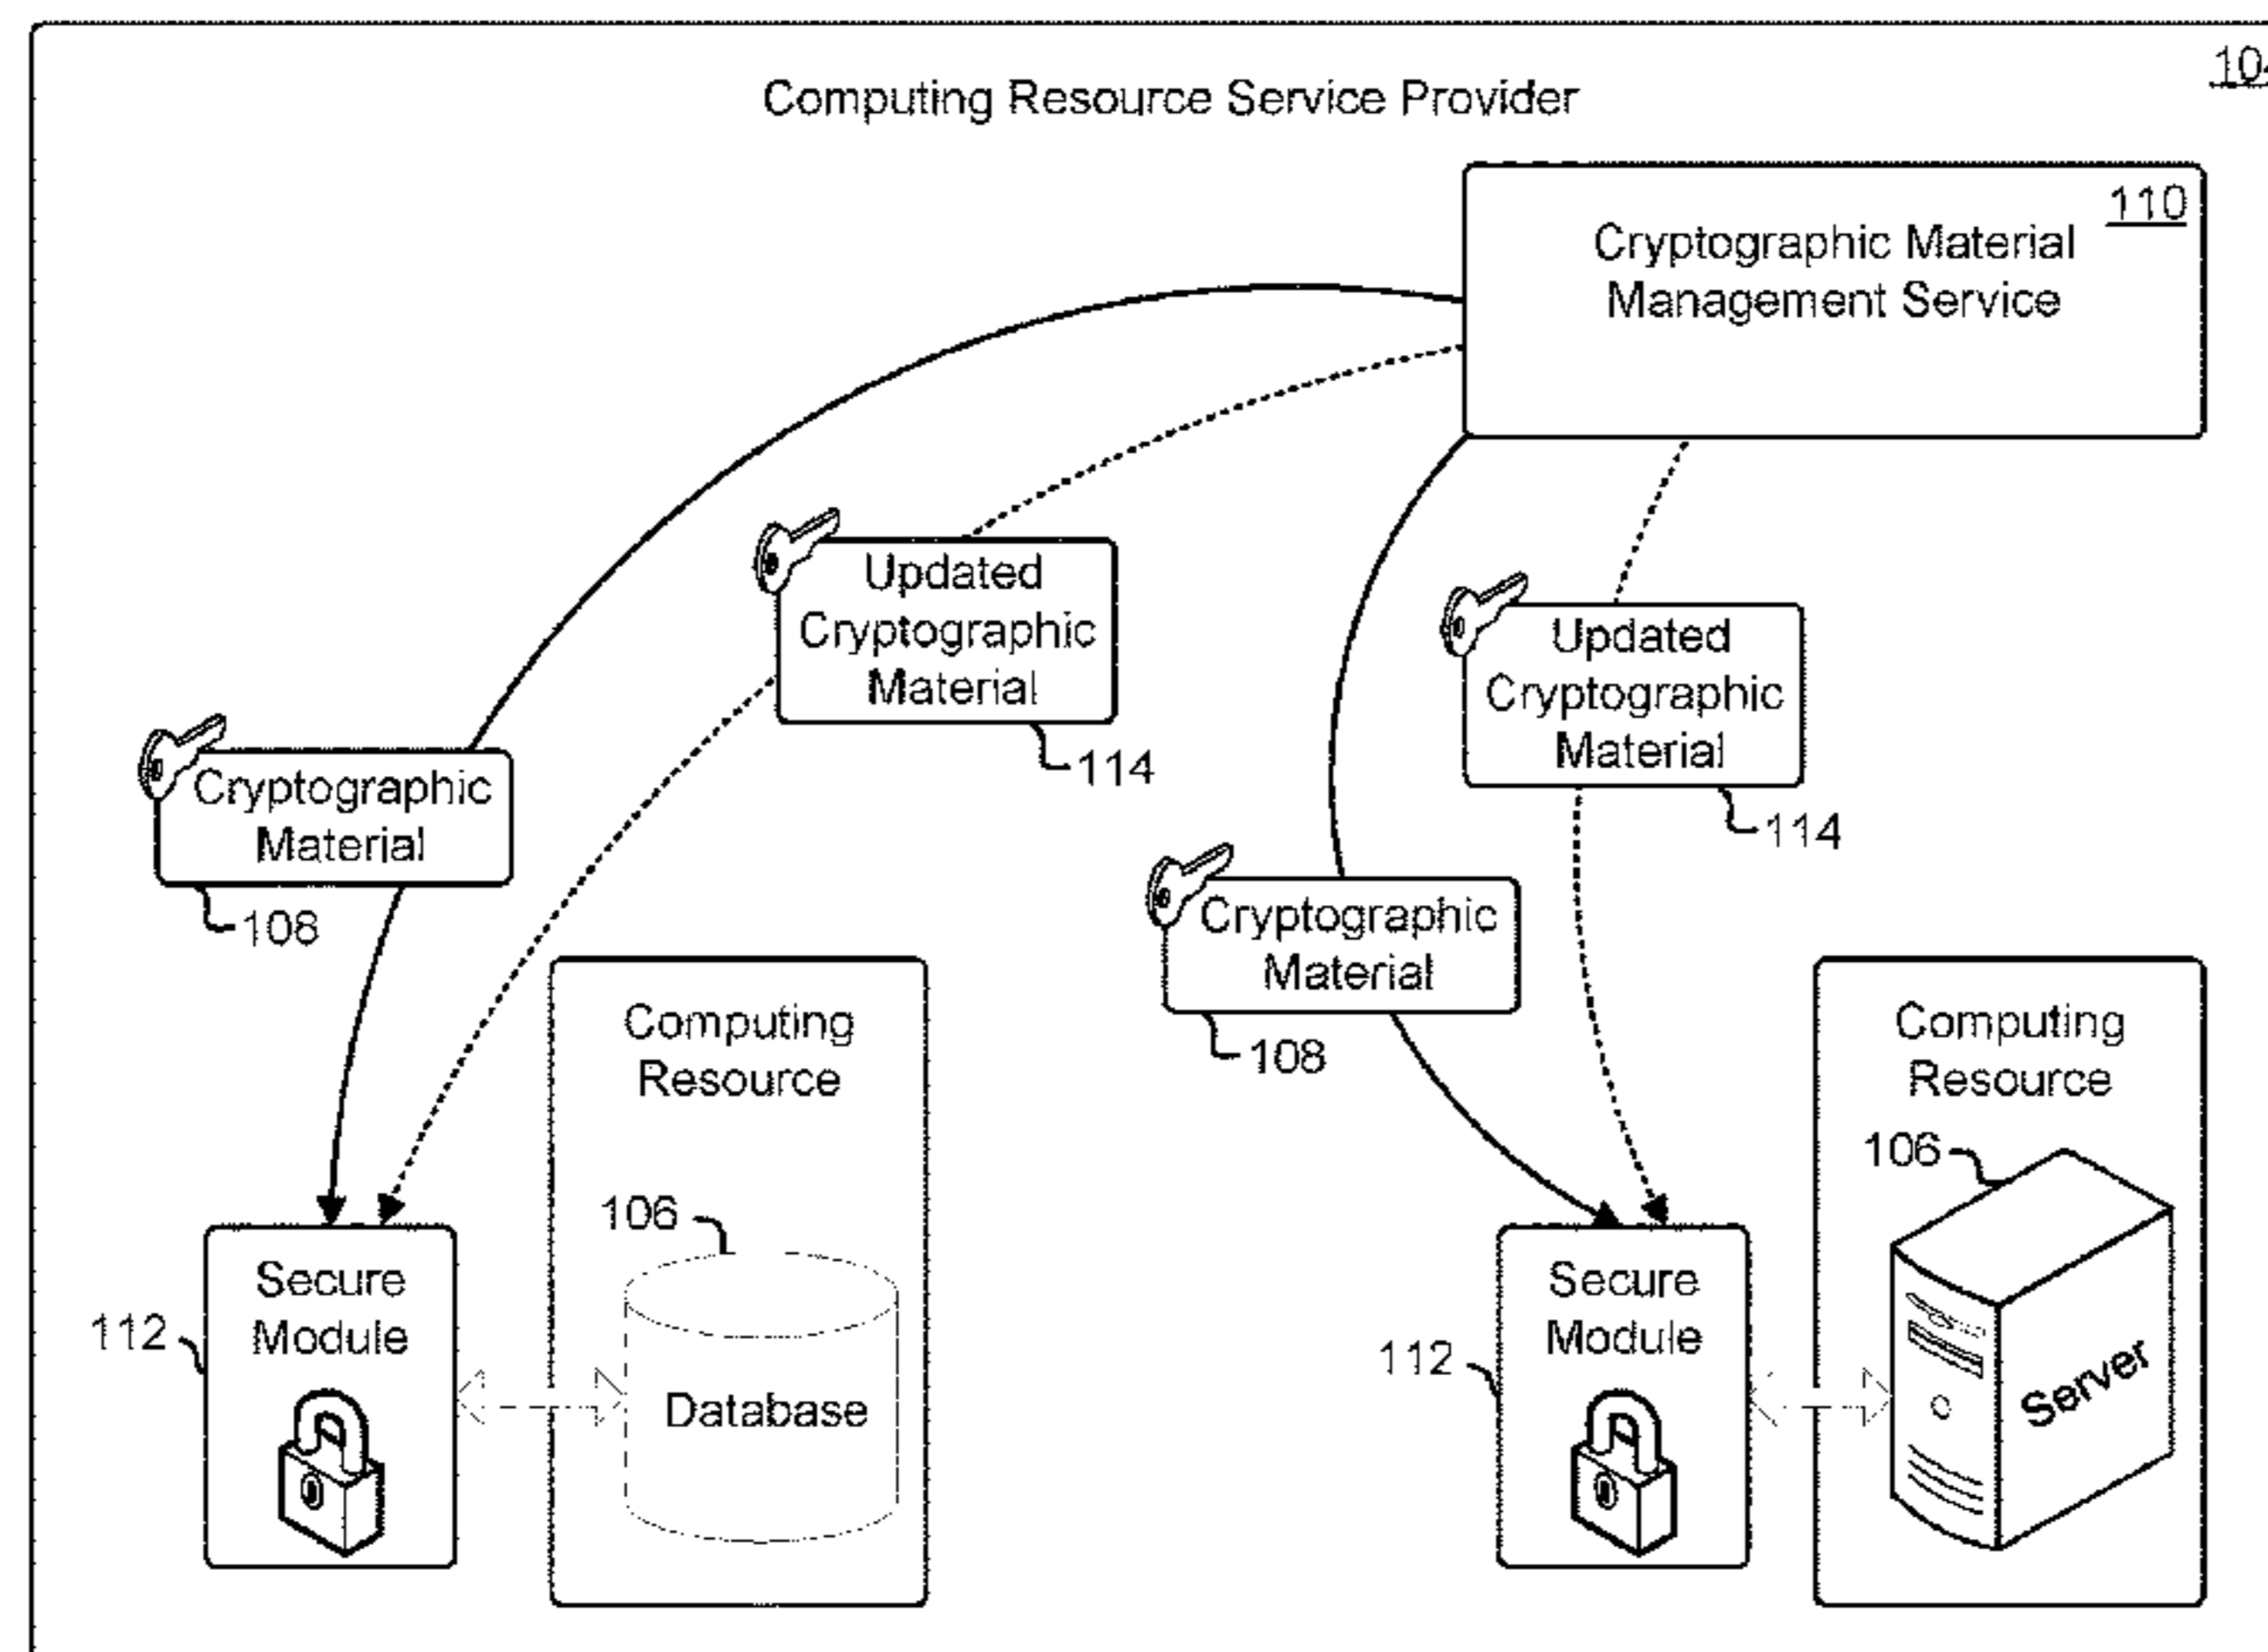 104
Computing Resource Service Provider
110
Cryptographic Material
Management Service
Updated
Cryptographic
Material
114
Updated
Cryptographic
Material
114
Cryptographic
Material
108
Cryptographic
Material
108
Computing
Resource
106
Database
Computing
Resource
106
Server
Secure
Module
112
Secure
Module
112